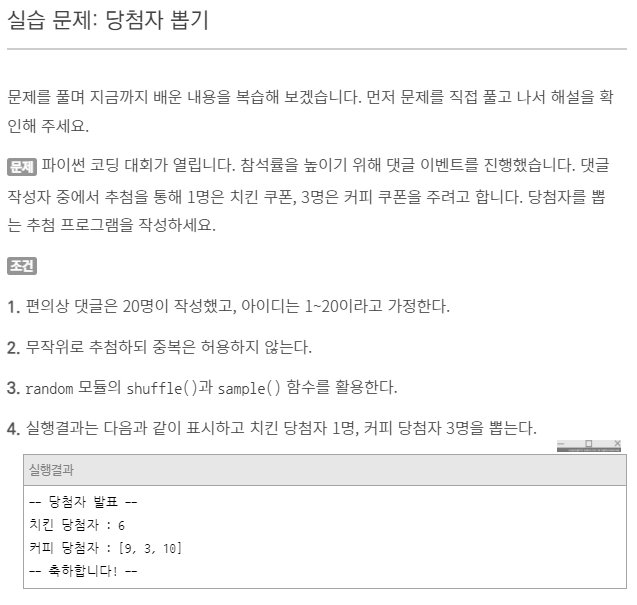 실습 문제: 당첨자 뽑기
문제를 풀며 지금까지 배운 내용을 복습해 보겠습니다. 먼저 문제를 직접 풀고 나서 해설을 확
인해 주세요.
문제 파이썬 코딩 대회가 열립니다. 참석률을 높이기 위해 댓글 이벤트를 진행했습니다. 댓글
작성자 중에서 추첨을 통해 1명은 치킨 쿠폰, 3명은 커피 쿠폰을 주려고 합니다. 당첨자를 뽑
는 추첨 프로그램을 작성하세요.
조건
1. 편의상 댓글은 20명이 작성했고, 아이디는 1~20이라고 가정한다.
2. 무작위로 추첨하되 중복은 허용하지 않는다.
3. random 모듈의 shuffle()과 sample() 함수를 활용한다.
4. 실행결과는 다음과 같이 표시하고 치킨 당첨자 1명, 커피 당첨자 3명을 뽑는다.
실행결과
-- 당첨자 발표 --
치킨 당첨자 : 6
커피 당첨자 : [9, 3, 10]
-- 축하합니다! --